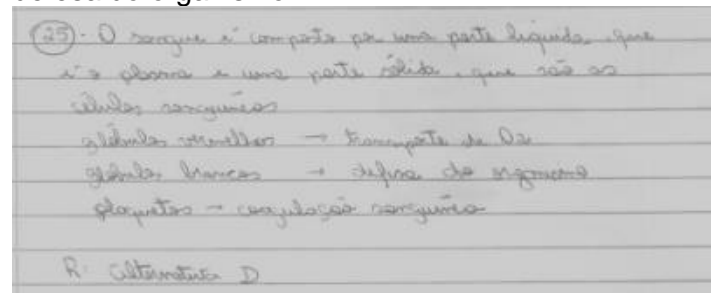 25. O sangue é composto por uma parte líquida, que
é o plasma e uma parte sólida, que são as
células sanguíneas
glóbulos vermelhos → transporte de O2
glóbulos brancos → defesa do organismo
plaquetas → coagulação sanguínea
R: alternativa D